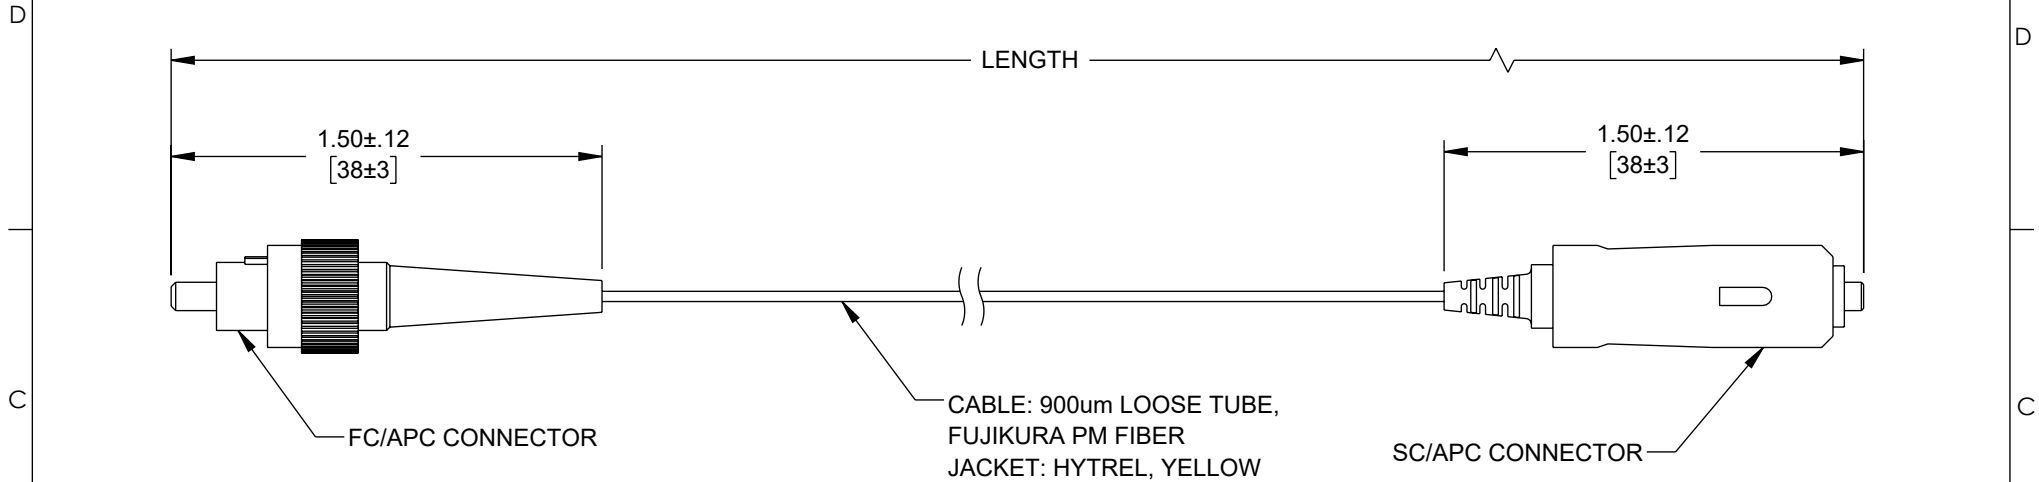 D
D
LENGTH
1.50±.12
[38±3]
1.50±.12
[38±3]
C
C
FC/APC CONNECTOR
CABLE: 900um LOOSE TUBE,
FUJIKURA PM FIBER
JACKET: HYTREL, YELLOW
SC/APC CONNECTOR